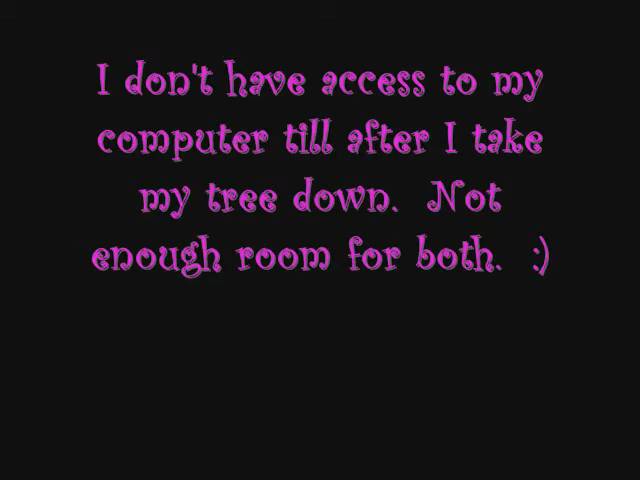 I don't have access to my
computer till after I take
my tree down.  Not
enough room for both.  :)